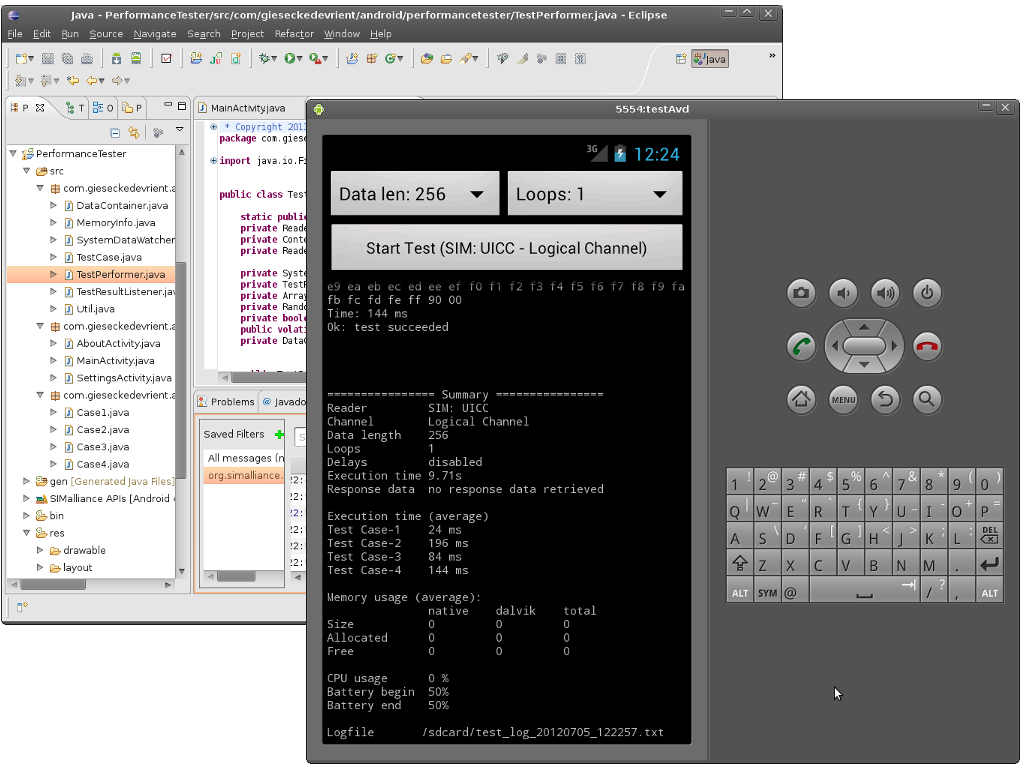 Java - PerformanceTester/src/com/gieseckedevrient/android/performancetester/TestPerformer.java - Eclipse
File Edit Run Source Navigate Search Project Refactor Window Help
Java
P T O P
MainActivity.java
PerformanceTester
src
com.gieseckedevrient.a
DataContainer.java
MemoryInfo.java
SystemDataWatcher
TestCase.java
TestPerformer.java
TestResultListener.jav
Util.java
com.gieseckedevrient.a
AboutActivity.java
MainActivity.java
SettingsActivity.java
com.gieseckedevrient.a
Case1.java
Case2.java
Case3.java
Case4.java
gen [Generated Java Files]
SIMalliance APIs [Android
bin
res
drawable
layout
* Copyright 201
package com.giese
import java.io.Fi
public class Test
static public
private Reade
private Conte
private Reade
private Syste
private TestR
private Array
private Rando
private boole
public volati
private DataC
Problems @ Javado
Saved Filters
All messages (n
org.simalliance.
22:
22:
22:
22:
22:
22:
5554:testAvd
3G 12:24
Data len: 256 Loops: 1
Start Test (SIM: UICC - Logical Channel)
e9 ea eb ec ed ee ef f0 f1 f2 f3 f4 f5 f6 f7 f8 f9 fa
fb fc fd fe ff 90 00
Time: 144 ms
Ok: test succeeded
================ Summary ================
Reader SIM: UICC
Channel Logical Channel
Data length 256
Loops 1
Delays disabled
Execution time 9.71s
Response data no response data retrieved
Execution time (average)
Test Case-1 24 ms
Test Case-2 196 ms
Test Case-3 84 ms
Test Case-4 144 ms
Memory usage (average):
native dalvik total
Size 0 0 0
Allocated 0 0 0
Free 0 0 0
CPU usage 0 %
Battery begin 50%
Battery end 50%
Logfile /sdcard/test_log_20120705_122257.txt
MENU
1 ! 2 @ 3 # 4 $ 5 % 6 ^ 7 & 8 * 9 ( 0 )
Q | W ~ E " R ` T { Y } U _ I - O + P =
A S \ D ' F [ G ] H < J > K ; L : DEL
Z X C V B N M .
ALT SYM @ / ? , ALT